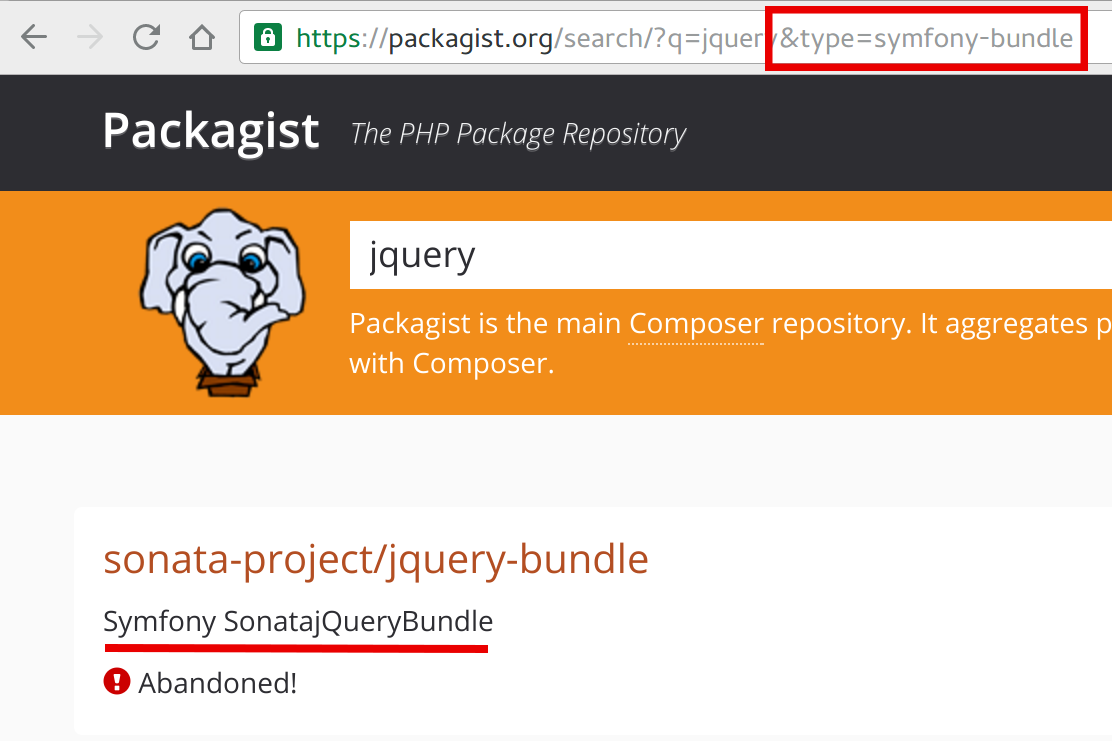 https://packagist.org/search/?q=jquery&type=symfony-bundle
Packagist The PHP Package Repository
jquery
Packagist is the main Composer repository. It aggregates p
with Composer.
sonata-project/jquery-bundle
Symfony SonatajQueryBundle
Abandoned!